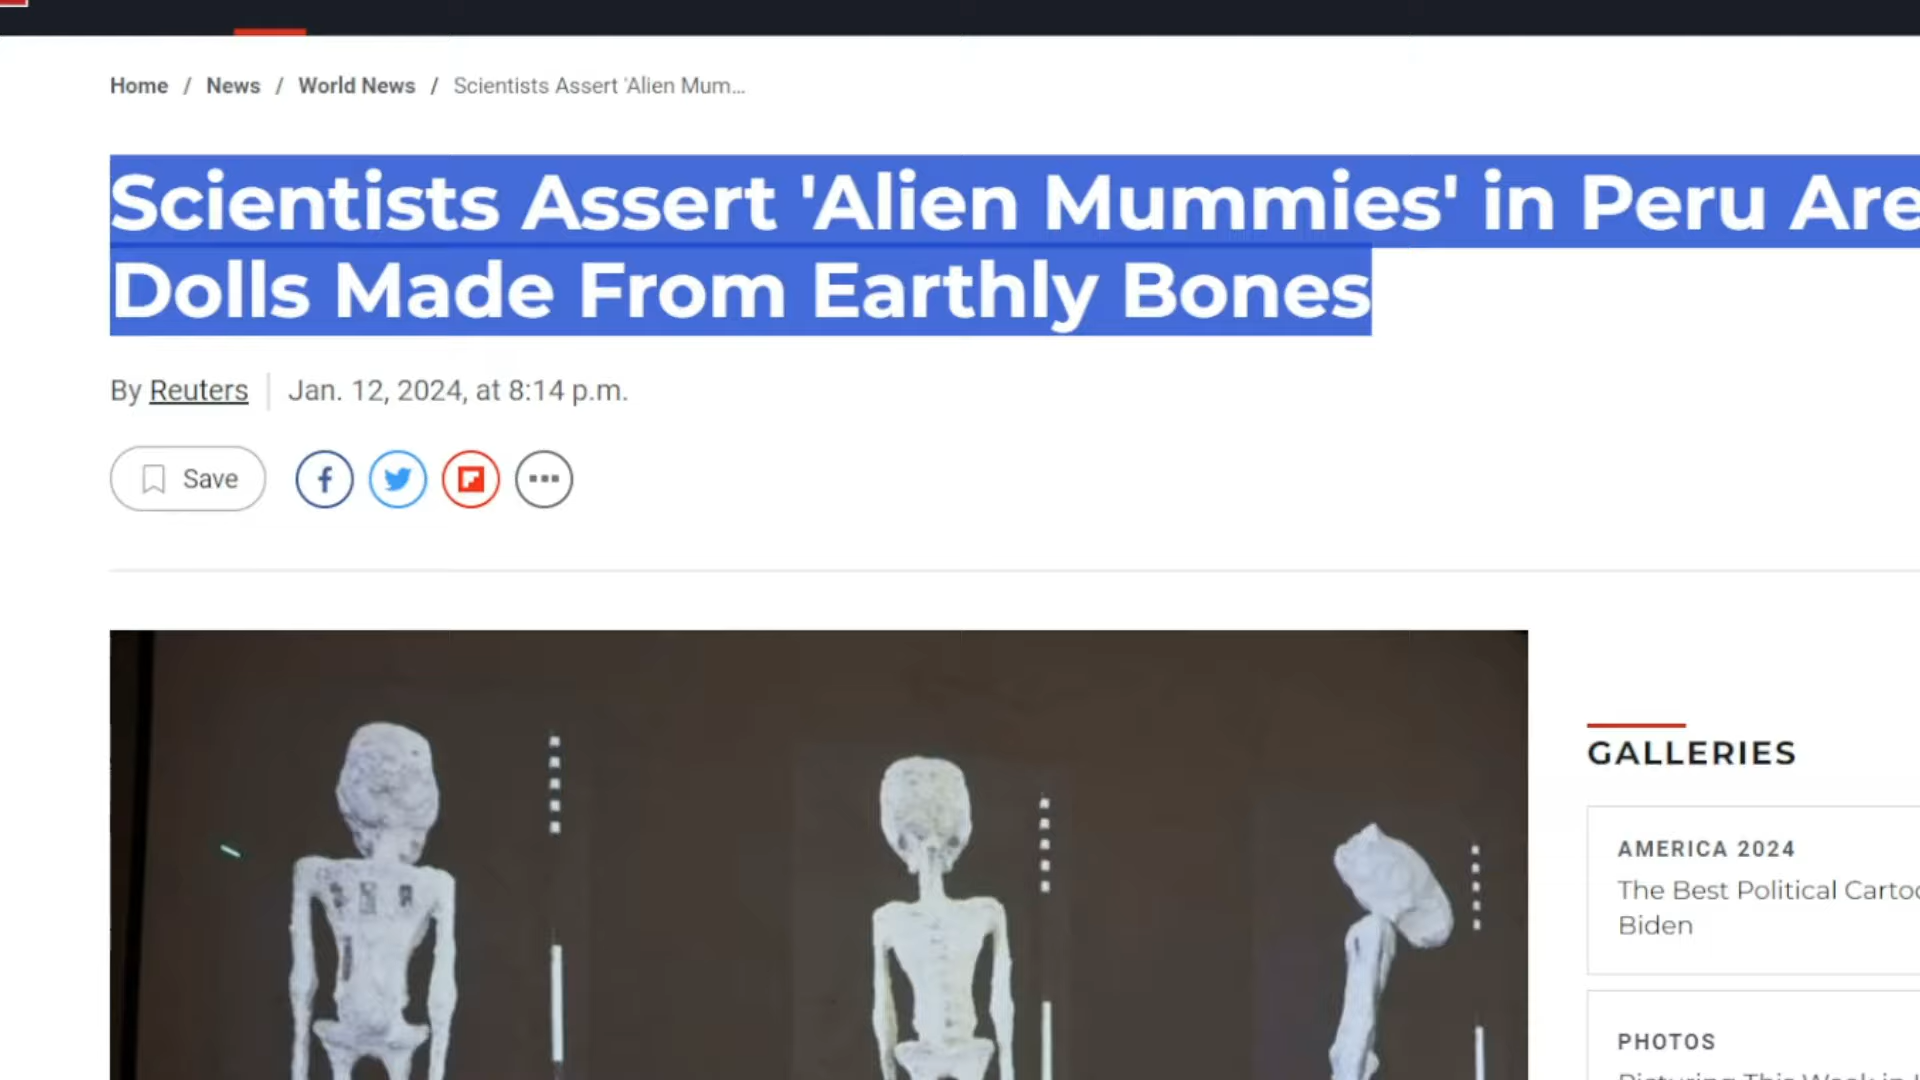 Home / News / World News / Scientists Assert 'Alien Mum...
Scientists Assert 'Alien Mummies' in Peru Are
Dolls Made From Earthly Bones
By Reuters Jan. 12, 2024, at 8:14 p.m.
Save
GALLERIES
AMERICA 2024
The Best Political
Biden
PHOTOS